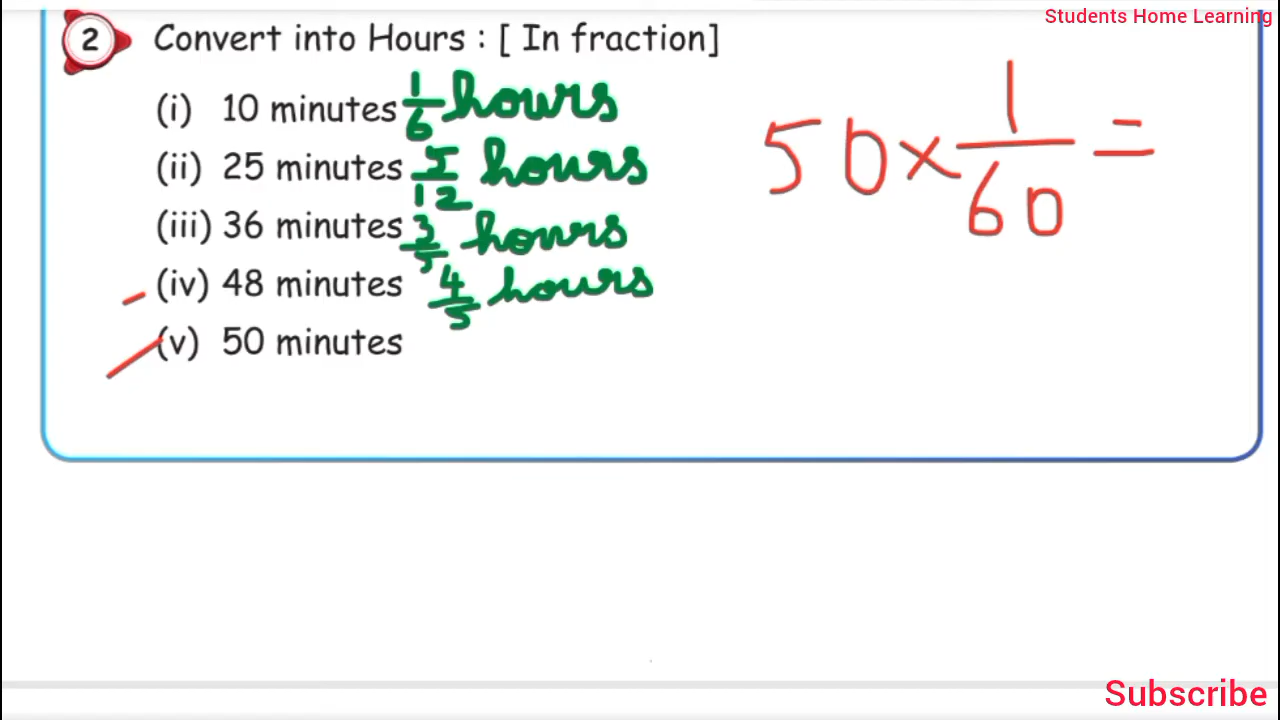 Students Home Learning
2 Convert into Hours : [ In fraction]
(i) 10 minutes 1/6 hours
(ii) 25 minutes 5/12 hours
(iii) 36 minutes 3/5 hours
(iv) 48 minutes 4/5 hours
(v) 50 minutes
50 × 1/60 =
Subscribe